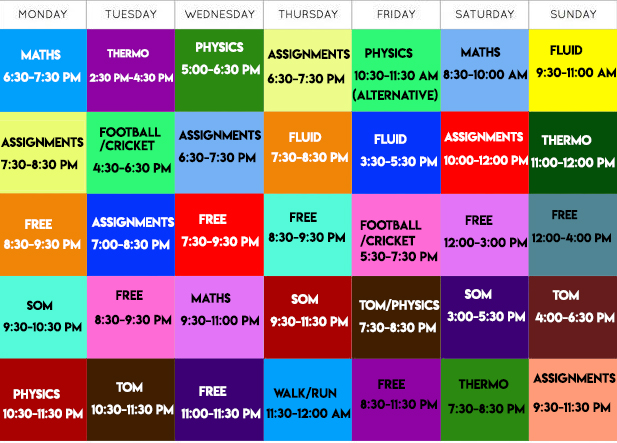 MONDAY TUESDAY WEDNESDAY THURSDAY FRIDAY SATURDAY SUNDAY
MATHS
6:30-7:30 PM
THERMO
2:30 PM-4:30 PM
PHYSICS
5:00-6:30 PM
ASSIGNMENTS
6:30-7:30 PM
PHYSICS
10:30-11:30 AM
(ALTERNATIVE)
MATHS
8:30-10:00 AM
FLUID
9:30-11:00 AM
ASSIGNMENTS
7:30-8:30 PM
FOOTBALL
/CRICKET
4:30-6:30 PM
ASSIGNMENTS
6:30-7:30 PM
FLUID
7:30-8:30 PM
FLUID
3:30-5:30 PM
ASSIGNMENTS
10:00-12:00 PM
THERMO
11:00-12:00 PM
FREE
8:30-9:30 PM
ASSIGNMENTS
7:00-8:30 PM
FREE
7:30-9:30 PM
FREE
8:30-9:30 PM
FOOTBALL
/CRICKET
5:30-7:30 PM
FREE
12:00-3:00 PM
FREE
12:00-4:00 PM
SOM
9:30-10:30 PM
FREE
8:30-9:30 PM
MATHS
9:30-11:00 PM
SOM
9:30-11:30 PM
TOM/PHYSICS
7:30-8:30 PM
SOM
3:00-5:30 PM
TOM
4:00-6:30 PM
PHYSICS
10:30-11:30 PM
TOM
10:30-11:30 PM
FREE
11:00-11:30 PM
WALK/RUN
11:30-12:00 AM
FREE
8:30-11:30 PM
THERMO
7:30-8:30 PM
ASSIGNMENTS
9:30-11:30 PM